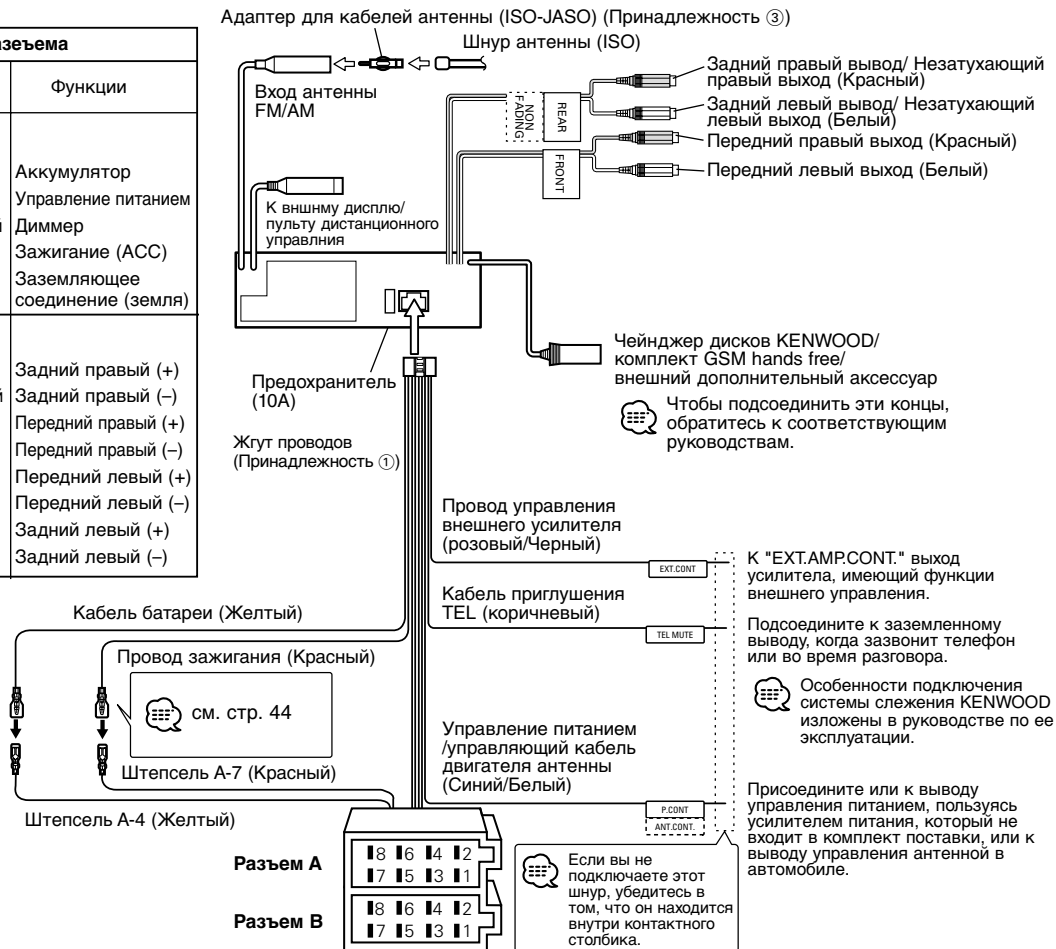 Адаптер для кабелей антенны (ISO-JASO) (Принадлежность ③)
Шнур антенны (ISO)
Вход антенны
FM/AM
NON
FADING
REAR
FRONT
Задний правый вывод/ Незатухающий
правый выход (Красный)
Задний левый вывод/ Незатухающий
левый выход (Белый)
Передний правый выход (Красный)
Передний левый выход (Белый)
азеъема
Функции
Аккумулятор
Управление питанием
й Диммер
Зажигание (ACC)
Заземляющее
соединение (земля)
Задний правый (+)
й Задний правый (–)
Передний правый (+)
Передний правый (–)
Передний левый (+)
Передний левый (–)
Задний левый (+)
Задний левый (–)
К вншнму дисплю/
пульту дистанционного
управлния
Предохранитель
(10A)
Жгут проводов
(Принадлежность ①)
Чейнджер дисков KENWOOD/
комплект GSM hands free/
внешний дополнительный аксессуар
Чтобы подсоединить эти концы,
обратитесь к соответствующим
руководствам.
Провод управления
внешнего усилителя
(розовый/Черный)
EXT.CONT
К "EXT.AMP.CONT." выход
усилителa, имеющий функции
внешнего управления.
Кабель приглушения
TEL (коричневый)
TEL MUTE
Подсоедините к заземленному
выводу, когда зазвонит телефон
или во время разговора.
Особенности подключения
системы слежения KENWOOD
изложены в руководстве по ее
эксплуатации.
Кабель батареи (Желтый)
Провод зажигания (Красный)
см. стр. 44
Штепсель A-7 (Красный)
Штепсель A-4 (Желтый)
Управление питанием
/управляющий кабель
двигателя антенны
(Синий/Белый)
P.CONT
ANT.CONT.
Присоедините или к выводу
управления питанием, пользуясь
усилителем питания, который не
входит в комплект поставки, или к
выводу управления антенной в
автомобиле.
Если вы не
подключаете этот
шнур, убедитесь в
том, что он находится
внутри контактного
столбика.
Разъем A
8 6 4 2
7 5 3 1
Разъем B
8 6 4 2
7 5 3 1